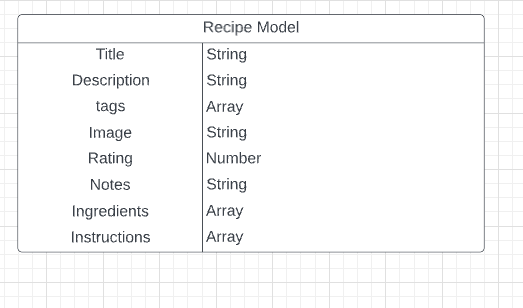 Recipe Model
Title String
Description String
tags Array
Image String
Rating Number
Notes String
Ingredients Array
Instructions Array